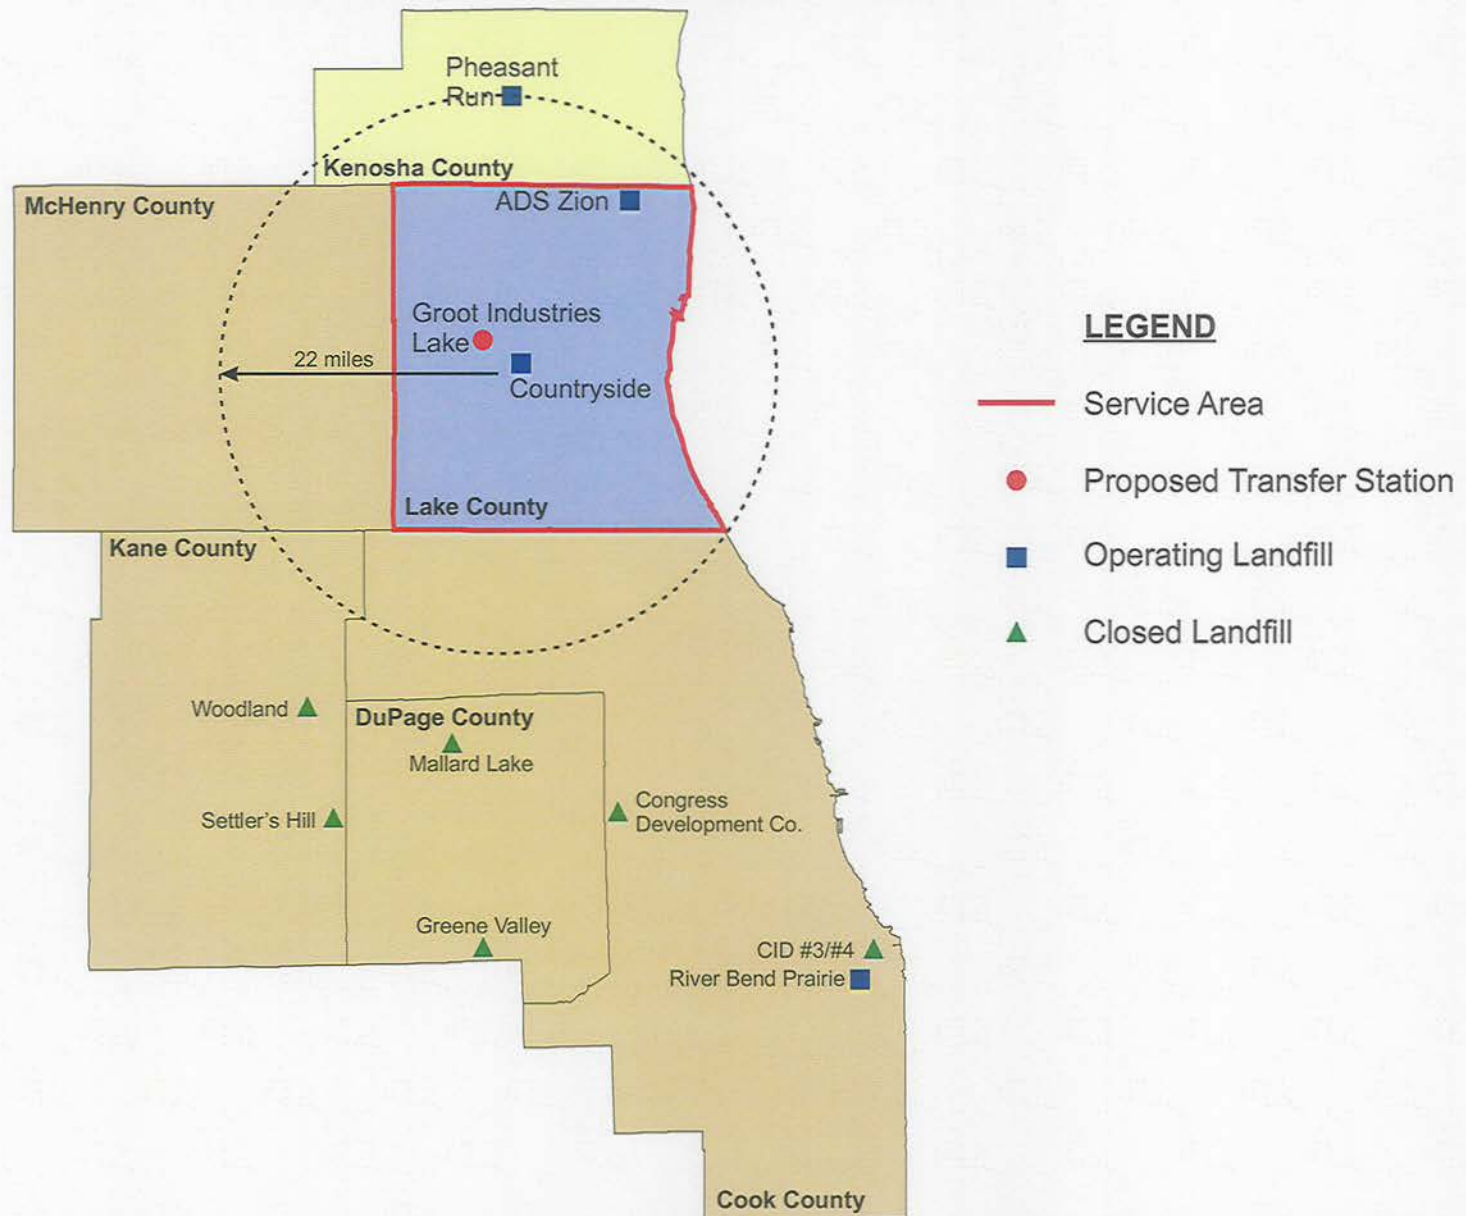 Pheasant
Run
Kenosha County
McHenry County
ADS Zion
Groot Industries
Lake
22 miles
Countryside
Lake County
Kane County
Woodland
DuPage County
Mallard Lake
Settler's Hill
Congress
Development Co.
Greene Valley
CID #3/#4
River Bend Prairie
Cook County
LEGEND
Service Area
Proposed Transfer Station
Operating Landfill
Closed Landfill